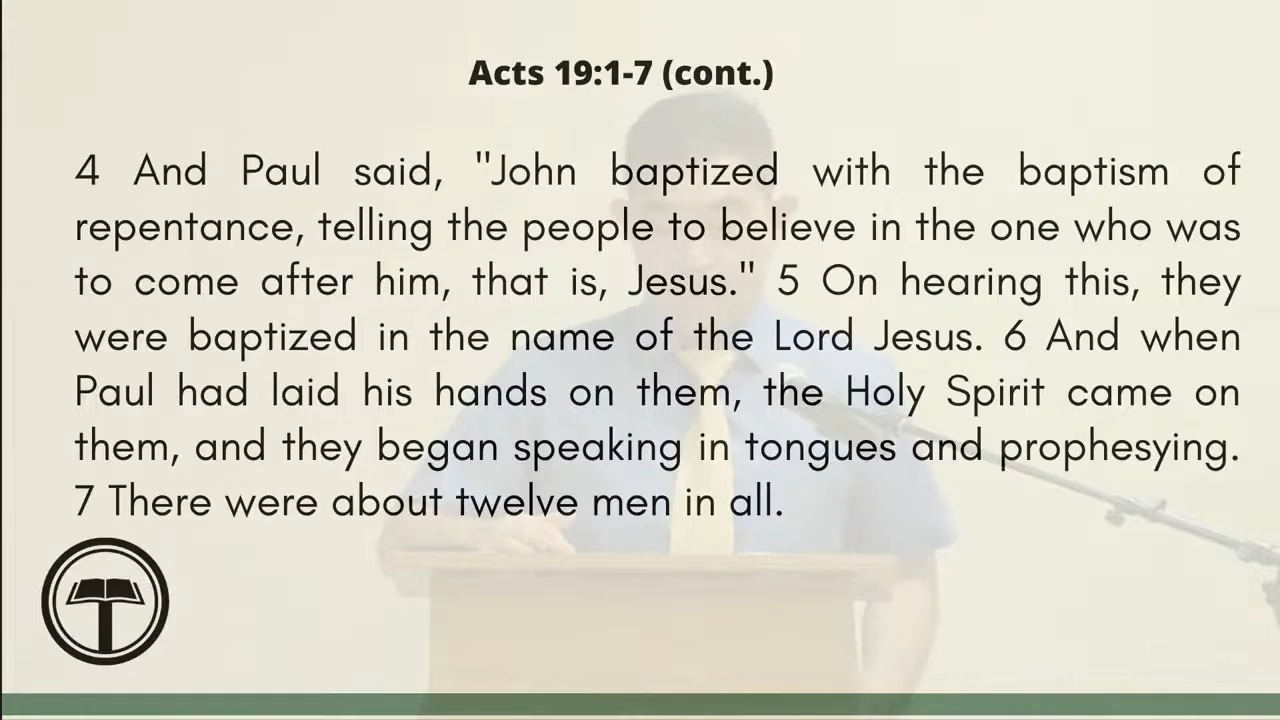 Acts 19:1-7 (cont.)
4 And Paul said, "John baptized with the baptism of
repentance, telling the people to believe in the one who was
to come after him, that is, Jesus." 5 On hearing this, they
were baptized in the name of the Lord Jesus. 6 And when
Paul had laid his hands on them, the Holy Spirit came on
them, and they began speaking in tongues and prophesying.
7 There were about twelve men in all.